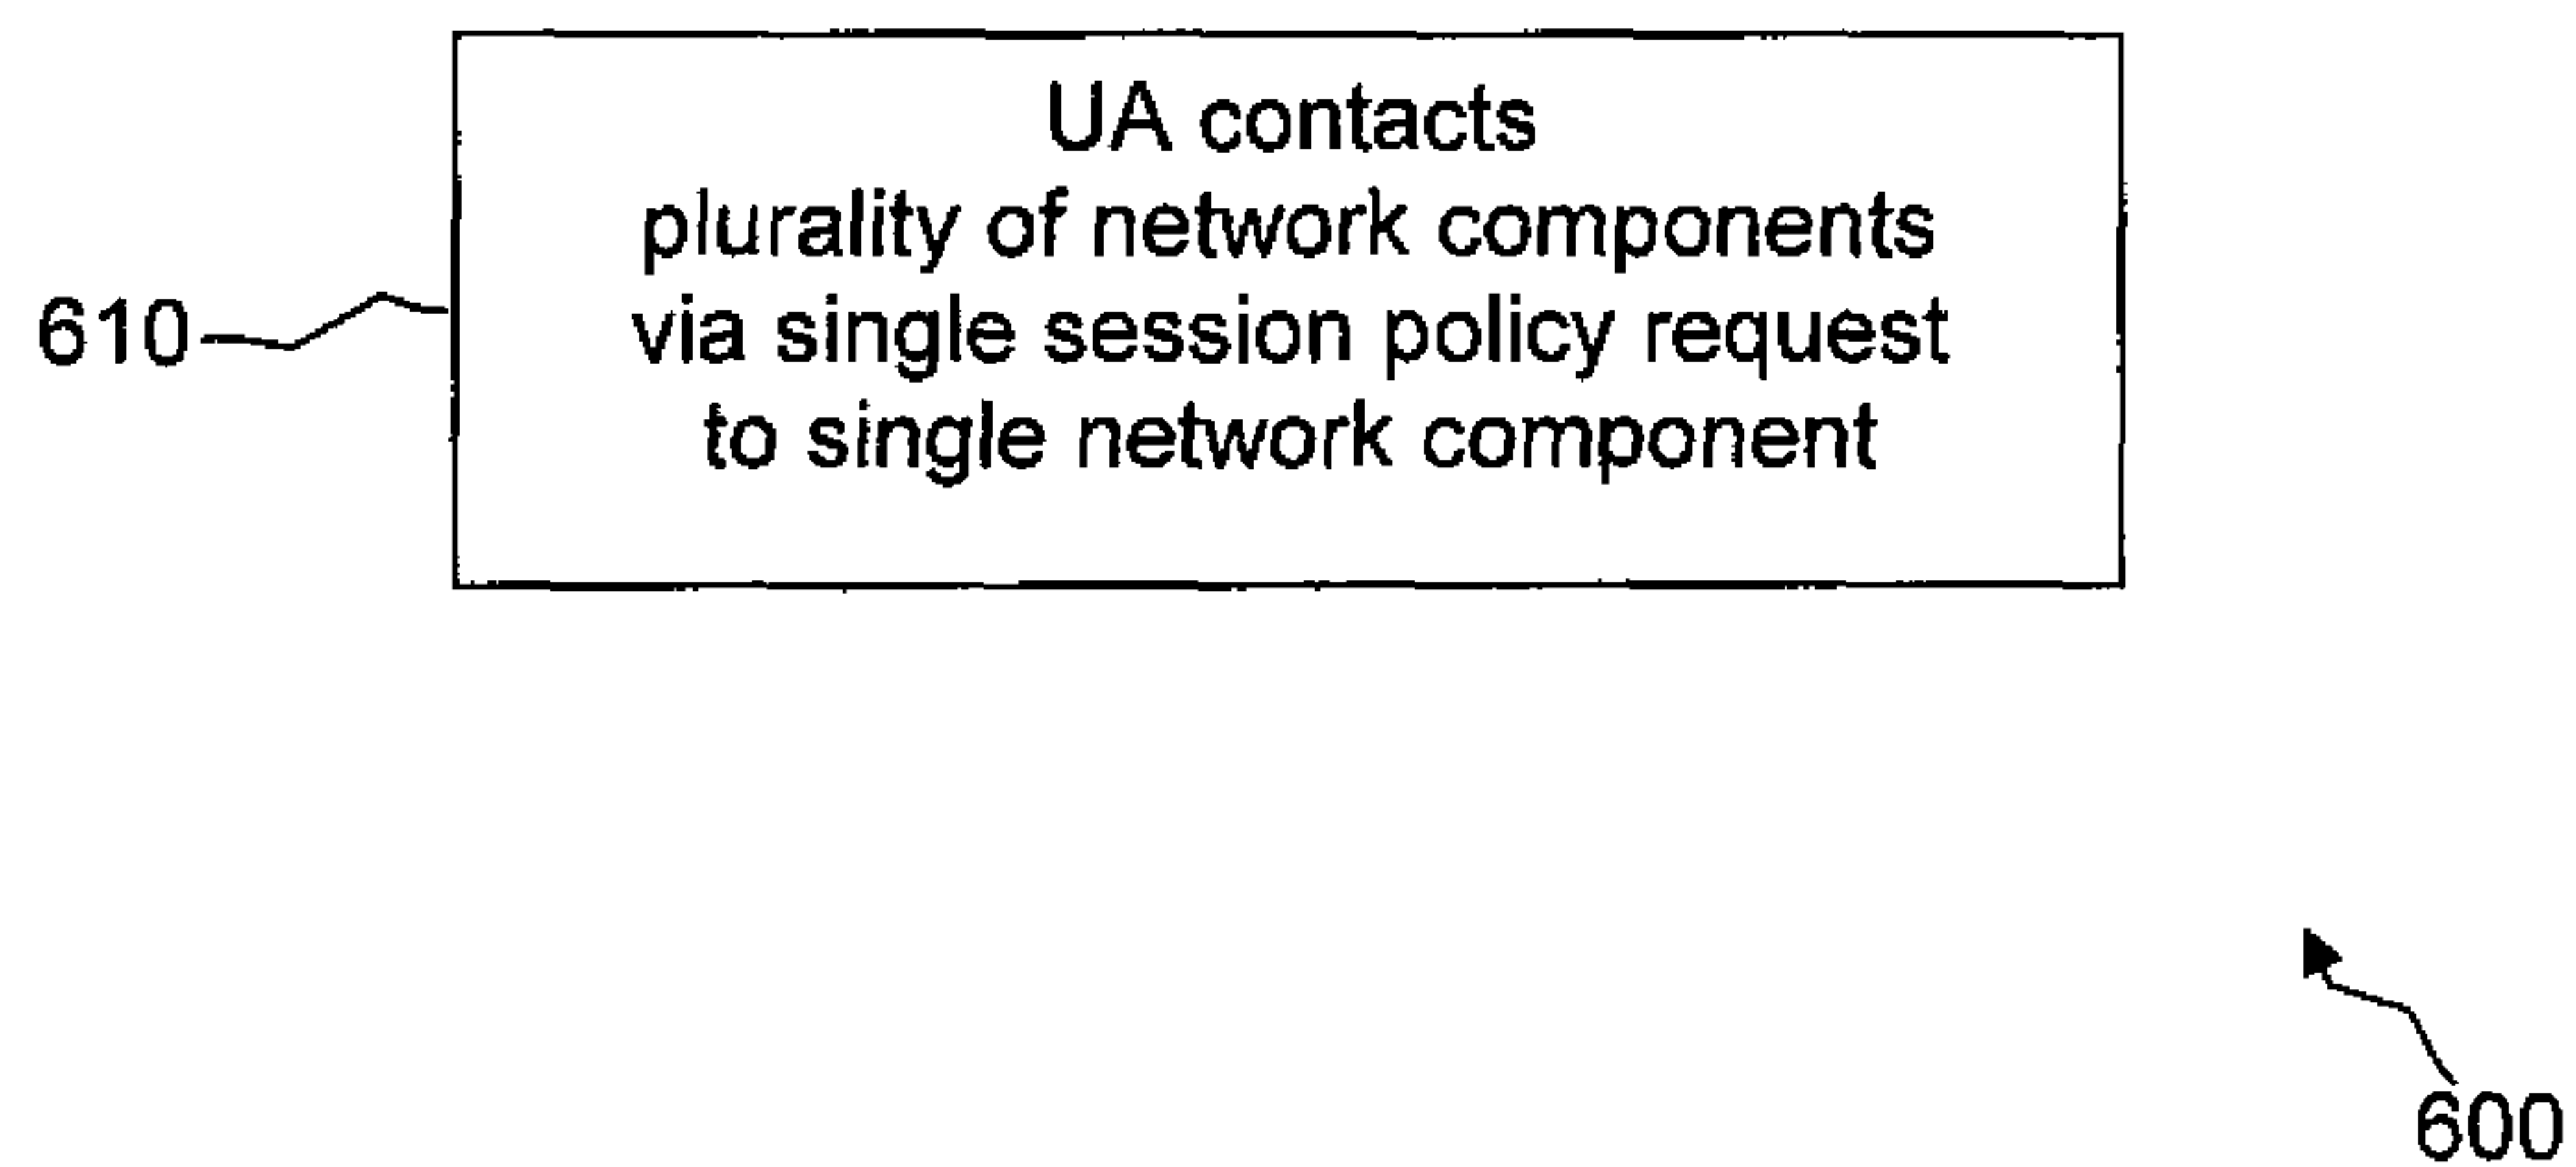 UA contacts
plurality of network components
via single session policy request
to single network component
610
600